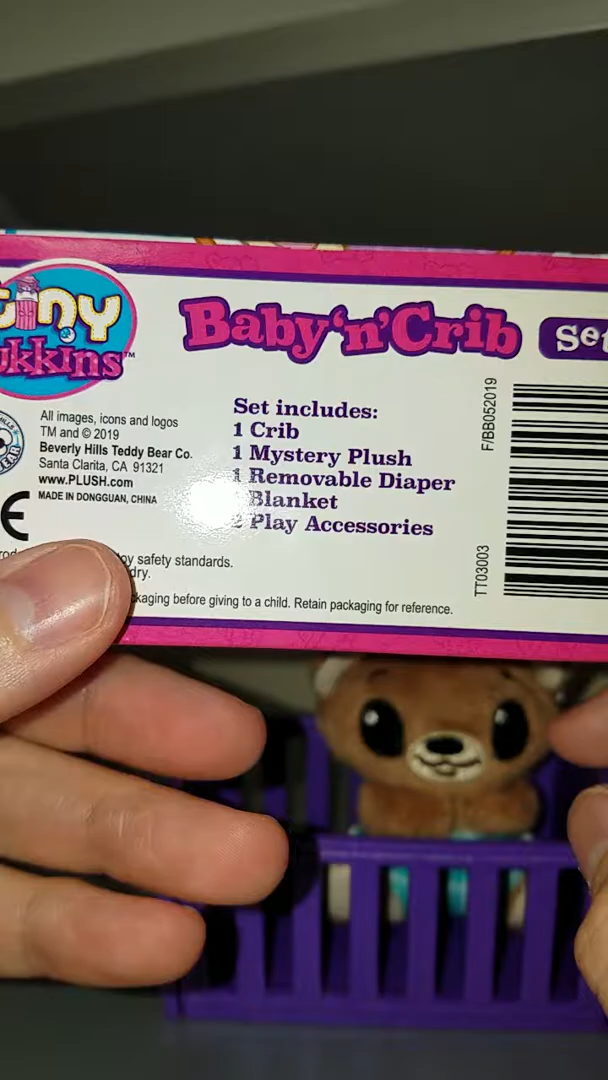 Baby 'n' Crib
Set includes:
1 Crib
1 Mystery Plush
1 Removable Diaper
Blanket
2 Play Accessories
All images, icons and logos
TM and © 2019
Beverly Hills Teddy Bear Co.
Santa Clarita, CA 91321
www.PLUSH.com
MADE IN DONGGUAN, CHINA
CE
toy safety standards.
dry.
before giving to a child. Retain packaging for reference.
F/BB052019
TT03003